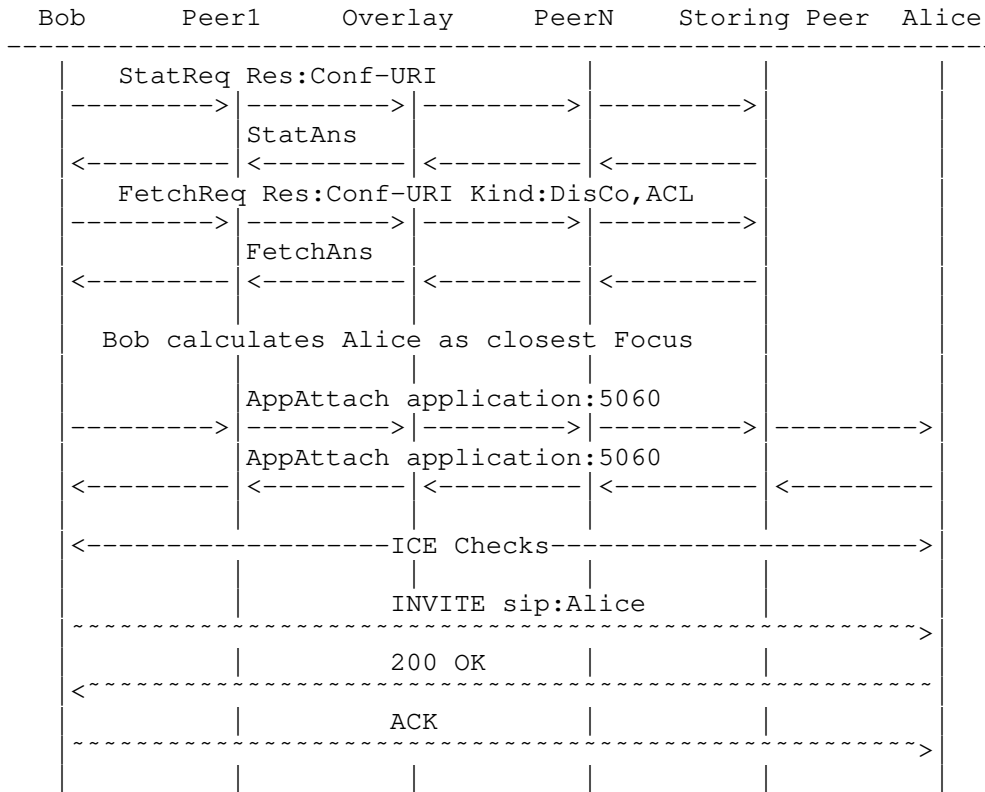 Bob Peer1 Overlay PeerN Storing Peer Alice
StatReq Res:Conf-URI
StatAns
FetchReq Res:Conf-URI Kind:DisCo,ACL
FetchAns
Bob calculates Alice as closest Focus
AppAttach application:5060
AppAttach application:5060
ICE Checks
INVITE sip:Alice
200 OK
ACK